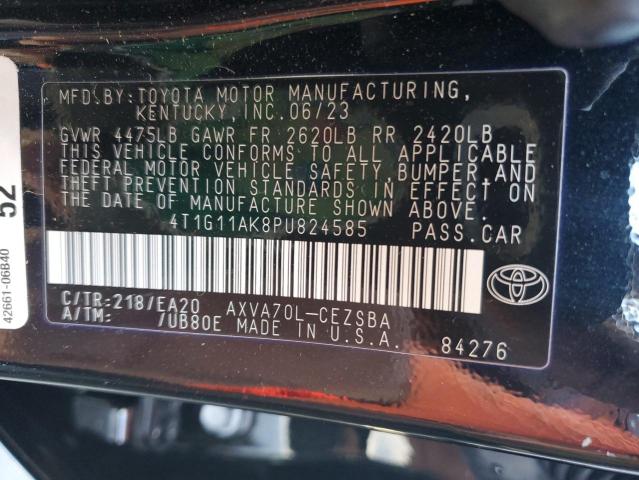 MFD.BY: TOYOTA MOTOR MANUFACTURING,
KENTUCKY, INC. 06/23
GVWR 4475LB GAWR FR 2620LB RR 2420LB
THIS VEHICLE CONFORMS TO ALL APPLICABLE
FEDERAL MOTOR VEHICLE SAFETY, BUMPER, AND
THEFT PREVENTION STANDARDS IN EFFECT ON
THE DATE OF MANUFACTURE SHOWN ABOVE.
4T1G11AK8PU824585 PASS.CAR
C/TR: 218/EA20 AXVA70L-CEZSBA
A/TM: /UB80E MADE IN U.S.A. 84276
52
42661-06B40